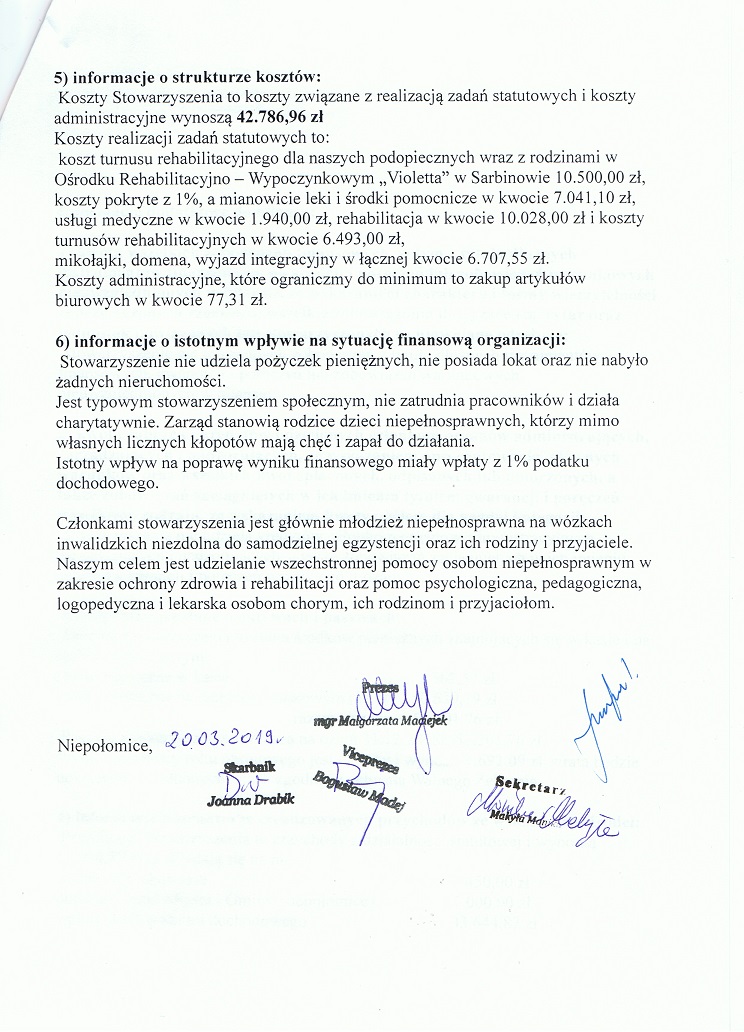 5) informacje o strukturze kosztów:
Koszty Stowarzyszenia to koszty związane z realizacją zadań statutowych i koszty
administracyjne wynoszą 42.786,96 zł
Koszty realizacji zadań statutowych to:
koszt turnusu rehabilitacyjnego dla naszych podopiecznych wraz z rodzinami w
Ośrodku Rehabilitacyjno – Wypoczynkowym „Violetta” w Sarbinowie 10.500,00 zł,
koszty pokryte z 1%, a mianowicie leki i środki pomocnicze w kwocie 7.041,10 zł,
usługi medyczne w kwocie 1.940,00 zł, rehabilitacja w kwocie 10.028,00 zł i koszty
turnusów rehabilitacyjnych w kwocie 6.493,00 zł,
mikołajki, domena, wyjazd integracyjny w łącznej kwocie 6.707,55 zł.
Koszty administracyjne, które ograniczmy do minimum to zakup artykułów
biurowych w kwocie 77,31 zł.
6) informacje o istotnym wpływie na sytuację finansową organizacji:
Stowarzyszenie nie udziela pożyczek pieniężnych, nie posiada lokat oraz nie nabyło
żadnych nieruchomości.
Jest typowym stowarzyszeniem społecznym, nie zatrudnia pracowników i działa
charytatywnie. Zarząd stanowią rodzice dzieci niepełnosprawnych, którzy mimo
własnych licznych kłopotów mają chęć i zapał do działania.
Istotny wpływ na poprawę wyniku finansowego miały wpłaty z 1% podatku
dochodowego.
Członkami stowarzyszenia jest głównie młodzież niepełnosprawna na wózkach
inwalidzkich niezdolna do samodzielnej egzystencji oraz ich rodziny i przyjaciele.
Naszym celem jest udzielanie wszechstronnej pomocy osobom niepełnosprawnym w
zakresie ochrony zdrowia i rehabilitacji oraz pomoc psychologiczna, pedagogiczna,
logopedyczna i lekarska osobom chorym, ich rodzinom i przyjaciołom.
Prezes
mgr Małgorzata Maciejek
Niepołomice, 20.03.2019r
Skarbnik
Joanna Drabik
Viceprezes
Bogusław Madej
Sekretarz
Makyła